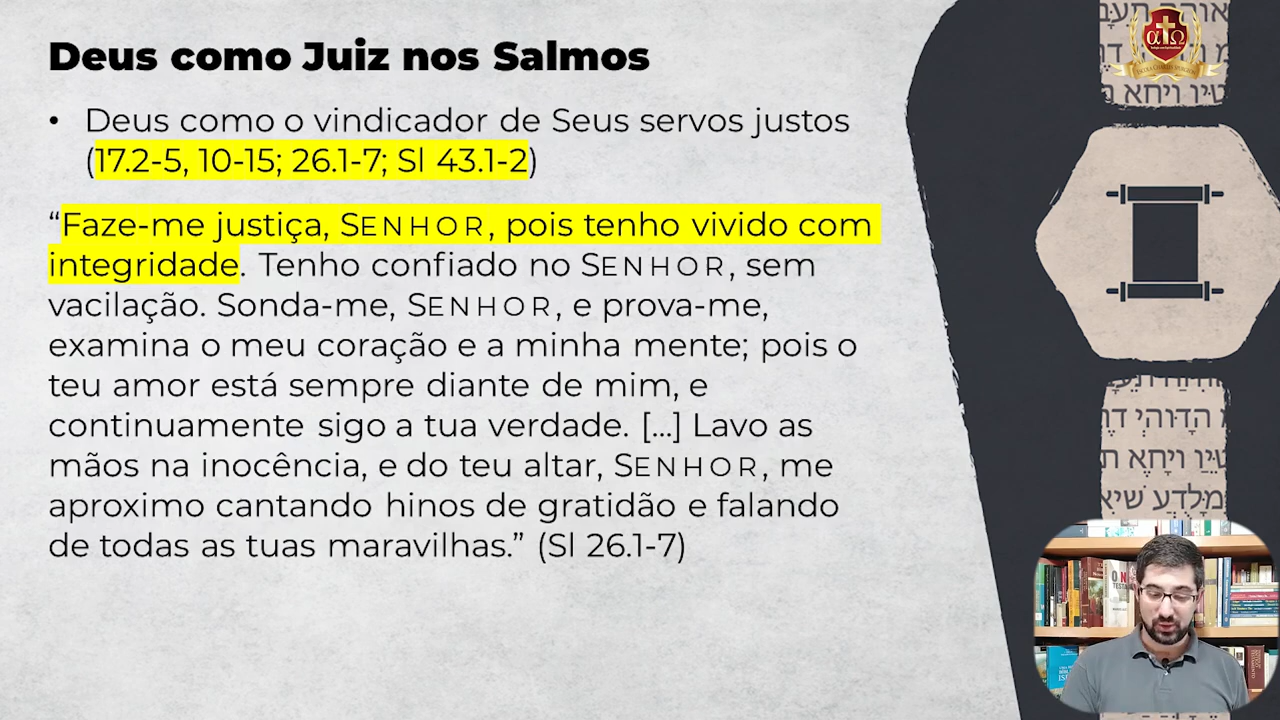 Deus como Juiz nos Salmos
• Deus como o vindicador de Seus servos justos
(17.2-5, 10-15; 26.1-7; Sl 43.1-2)
“Faze-me justiça, SENHOR, pois tenho vivido com
integridade. Tenho confiado no SENHOR, sem
vacilação. Sonda-me, SENHOR, e prova-me,
examina o meu coração e a minha mente; pois o
teu amor está sempre diante de mim, e
continuamente sigo a tua verdade. [...] Lavo as
mãos na inocência, e do teu altar, SENHOR, me
aproximo cantando hinos de gratidão e falando
de todas as tuas maravilhas.” (Sl 26.1-7)
α Ω